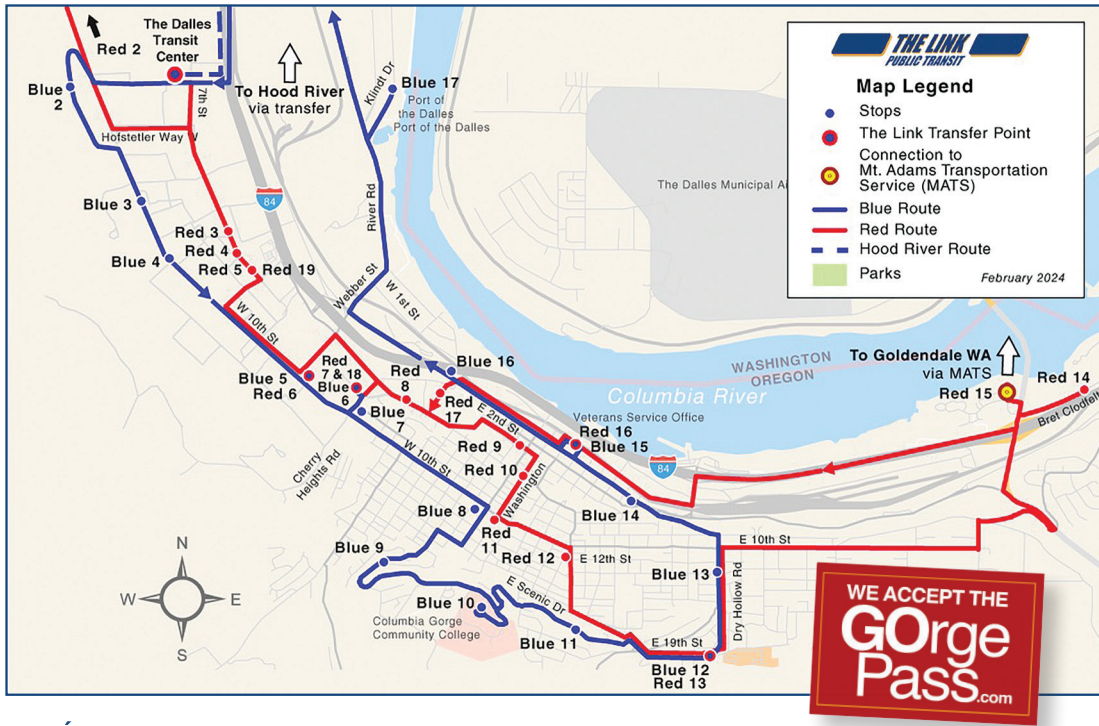 The Dalles
Transit
Center
Red 2
Blue
2
7th St
Hofstetler Way W
To Hood River
via transfer
Klindt Dr
Blue 17
Port of
the Dalles
Port of the Dalles
84
River Rd
Blue 3
Red 3
Blue 4
Red 4
Red 5
Red 19
W 10th St
Webber St
W 1st St
The Dalles Municipal Ai
THE LINK
PUBLIC TRANSIT
Map Legend
Stops
The Link Transfer Point
Connection to
Mt. Adams Transportation
Service (MATS)
Blue Route
Red Route
Hood River Route
Parks
February 2024
Blue 5
Red 6
Red
7 & 18
Blue
6
Red
8
Blue
7
Blue 16
Red
17
E 2nd St
WASHINGTON
OREGON
Columbia River
Veterans Service Office
Red 16
Blue 15
84
To Goldendale WA
via MATS
Red 15
Red 14
Bret Clodfelt
Cherry
Heights Rd
W 10th St
Red 9
Red 10
Washington
Blue 8
Red
11
Blue 14
Blue 9
Red 12
E 12th St
E 10th St
Blue 13
Dry Hollow Rd
Blue 10
Columbia Gorge
Community College
E Scenic Dr
Blue 11
E 19th St
Blue 12
Red 13
N
W
E
S
WE ACCEPT THE
GOrge
Pass.com